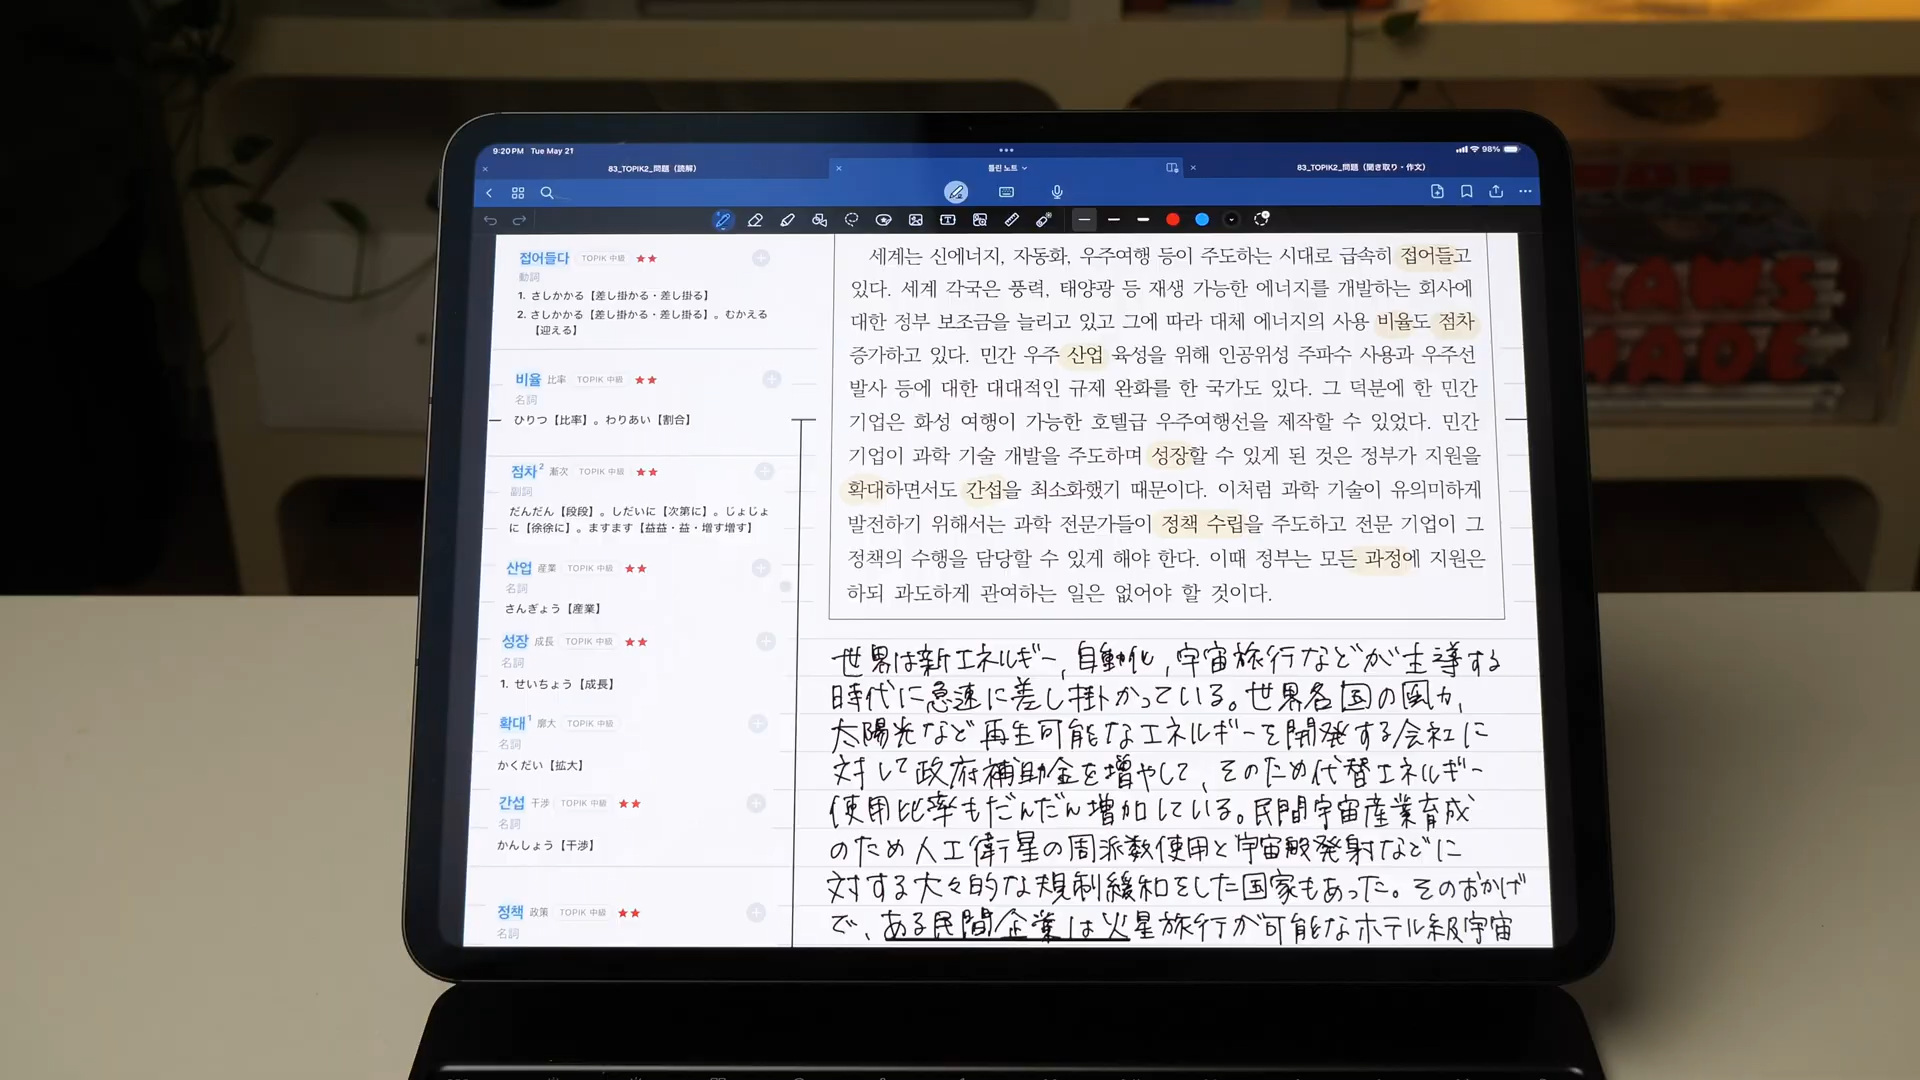 9:20 PM Tue May 21
98%
83_TOPIK2_問題（読解）
틀린 노트
83_TOPIK2_問題（聞き取り・作文）
접어들다 TOPIK 中級 ★★
動詞
1. さしかかる【差し掛かる・差し掛る】
2. さしかかる【差し掛かる・差し掛る】。むかえる
【迎える】
비율 比率 TOPIK 中級 ★★
名詞
ひりつ【比率】。わりあい【割合】
점차2 漸次 TOPIK 中級 ★★
副詞
だんだん【段段】。しだいに【次第に】。じょじょ
に【徐徐に】。ますます【益益・益・増す増す】
산업 産業 TOPIK 中級 ★★
名詞
さんぎょう【産業】
성장 成長 TOPIK 中級 ★★
名詞
1. せいちょう【成長】
확대1 廓大 TOPIK 中級
名詞
かくだい【拡大】
간섭 干渉 TOPIK 中級 ★★
名詞
かんしょう【干渉】
정책 政策 TOPIK 中級 ★★
名詞
세계는 신에너지, 자동화, 우주여행 등이 주도하는 시대로 급속히 접어들고
있다. 세계 각국은 풍력, 태양광 등 재생 가능한 에너지를 개발하는 회사에
대한 정부 보조금을 늘리고 있고 그에 따라 대체 에너지의 사용 비율도 점차
증가하고 있다. 민간 우주 산업 육성을 위해 인공위성 주파수 사용과 우주선
발사 등에 대한 대대적인 규제 완화를 한 국가도 있다. 그 덕분에 한 민간
기업은 화성 여행이 가능한 호텔급 우주여행선을 제작할 수 있었다. 민간
기업이 과학 기술 개발을 주도하며 성장할 수 있게 된 것은 정부가 지원을
확대하면서도 간섭을 최소화했기 때문이다. 이처럼 과학 기술이 유의미하게
발전하기 위해서는 과학 전문가들이 정책 수립을 주도하고 전문 기업이 그
정책의 수행을 담당할 수 있게 해야 한다. 이때 정부는 모든 과정에 지원은
하되 과도하게 관여하는 일은 없어야 할 것이다.
世界は新エネルギー,自動化,宇宙旅行などが主導する
時代に急速に差し掛かっている。世界各国の風力,
太陽光など再生可能なエネルギーを開発する会社に
対して政府補助金を増やして、そのため代替エネルギー
使用比率もだんだん増加している。民間宇宙産業育成
のため人工衛星の周派数使用と宇宙般発射などに
対する大々的な規制緩和をした国家もあった。そのおかげ
で、ある民間企業は火星旅行が可能なホテル級宇宙